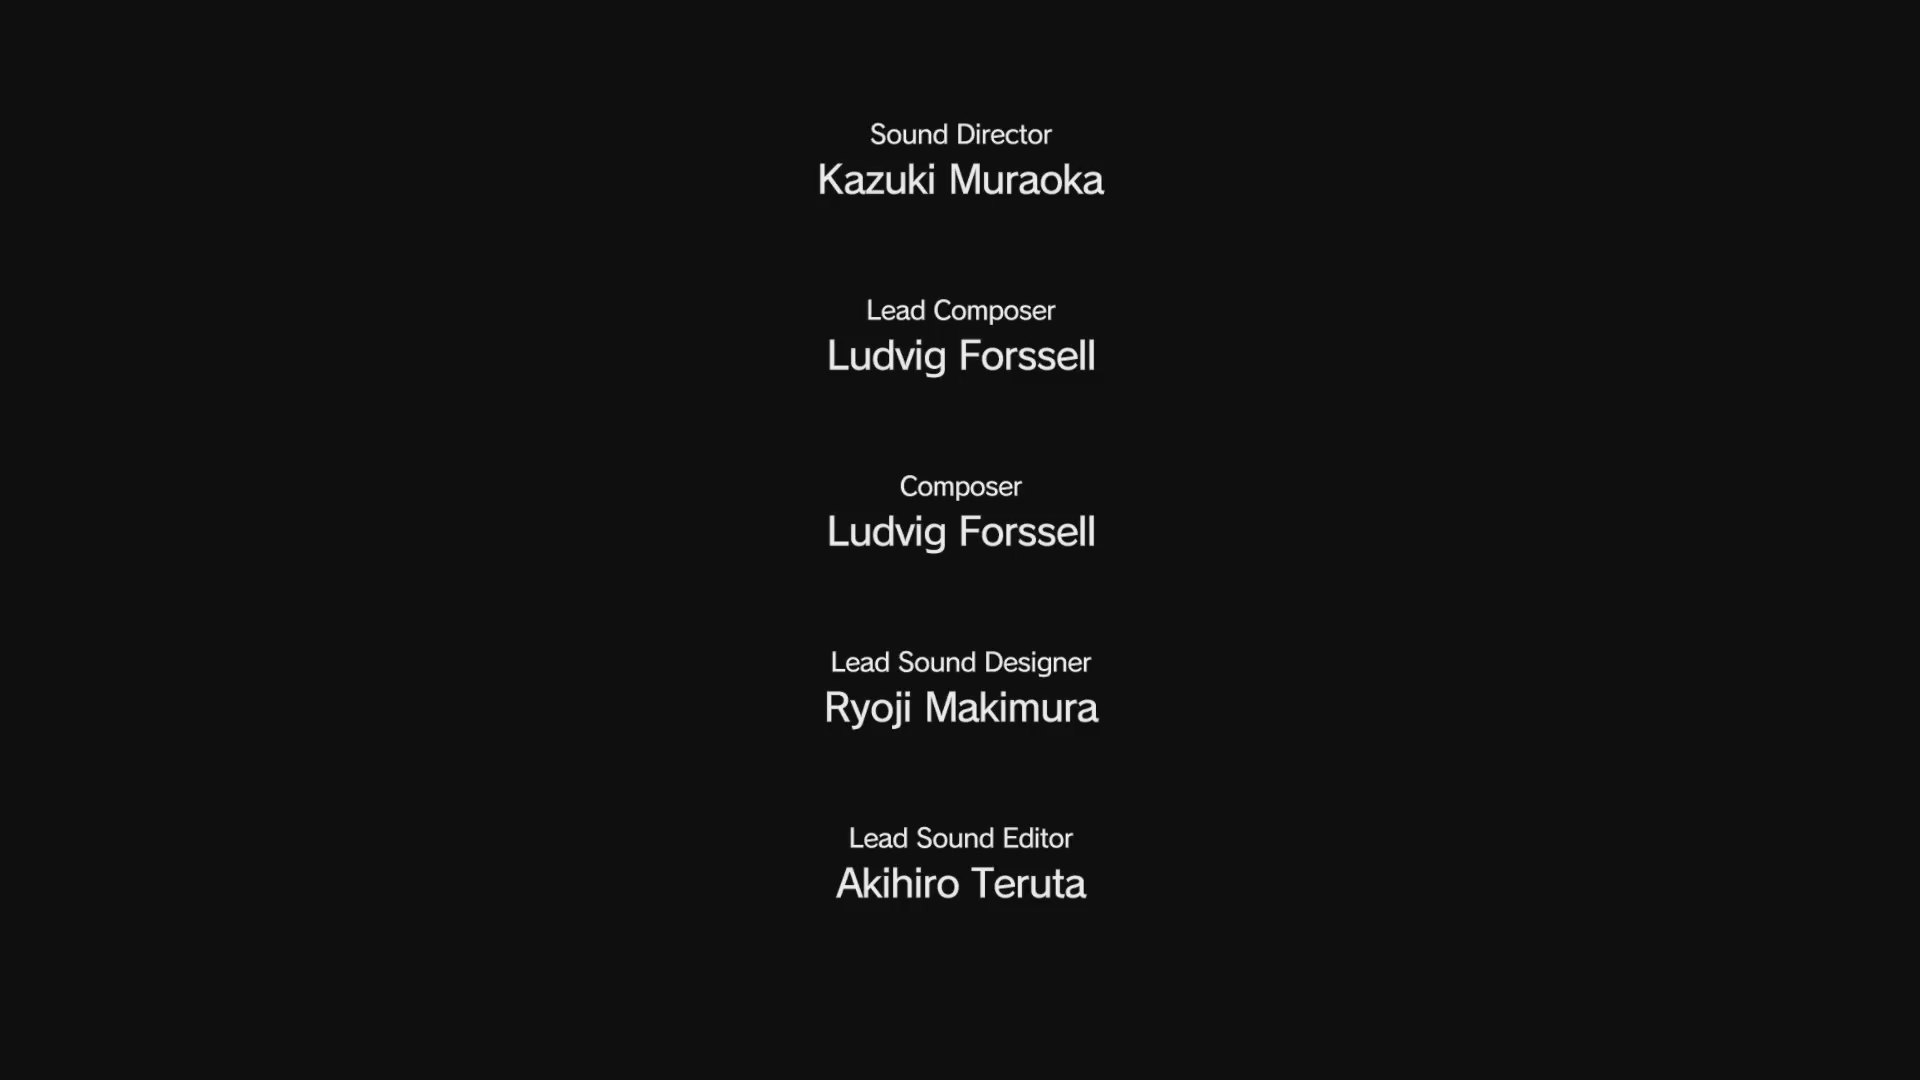 Sound Director
Kazuki Muraoka
Lead Composer
Ludvig Forssell
Composer
Ludvig Forssell
Lead Sound Designer
Ryoji Makimura
Lead Sound Editor
Akihiro Teruta